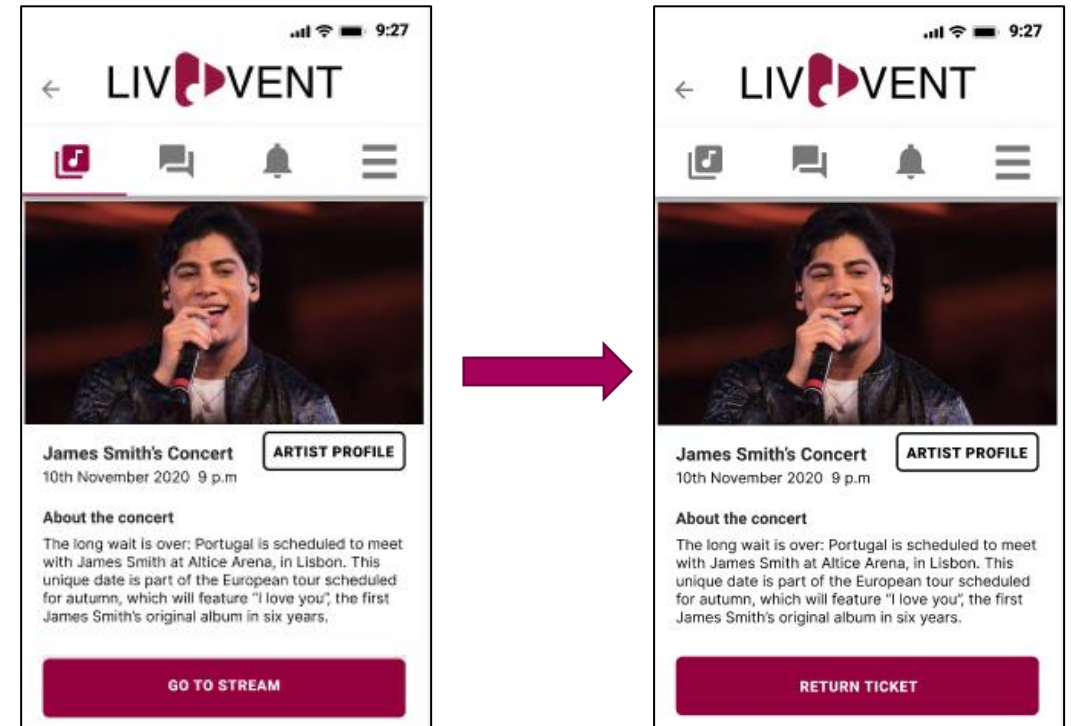 9:27
LIVEVENT
James Smith's Concert
ARTIST PROFILE
10th November 2020 9 p.m
About the concert
The long wait is over: Portugal is scheduled to meet
with James Smith at Altice Arena, in Lisbon. This
unique date is part of the European tour scheduled
for autumn, which will feature "I love you", the first
James Smith's original album in six years.
GO TO STREAM
9:27
LIVEVENT
James Smith's Concert
ARTIST PROFILE
10th November 2020 9 p.m
About the concert
The long wait is over: Portugal is scheduled to meet
with James Smith at Altice Arena, in Lisbon. This
unique date is part of the European tour scheduled
for autumn, which will feature "I love you", the first
James Smith's original album in six years.
RETURN TICKET